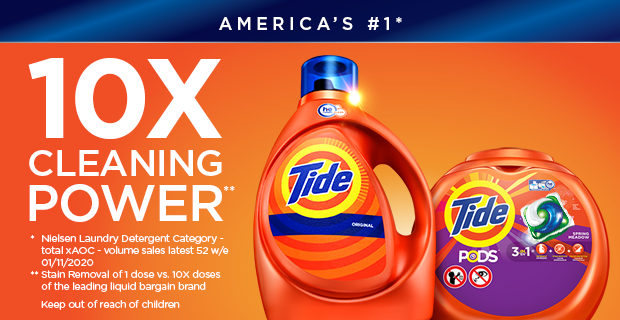 AMERICA'S #1*
10X
CLEANING
POWER**
* Nielsen Laundry Detergent Category -
total xAOC - volume sales latest 52 w/e
01/11/2020
** Stain Removal of 1 dose vs. 10X doses
of the leading liquid bargain brand
Keep out of reach of children
he
Tide
ORIGINAL
Tide
PODS
SPRING
MEADOW
3in1